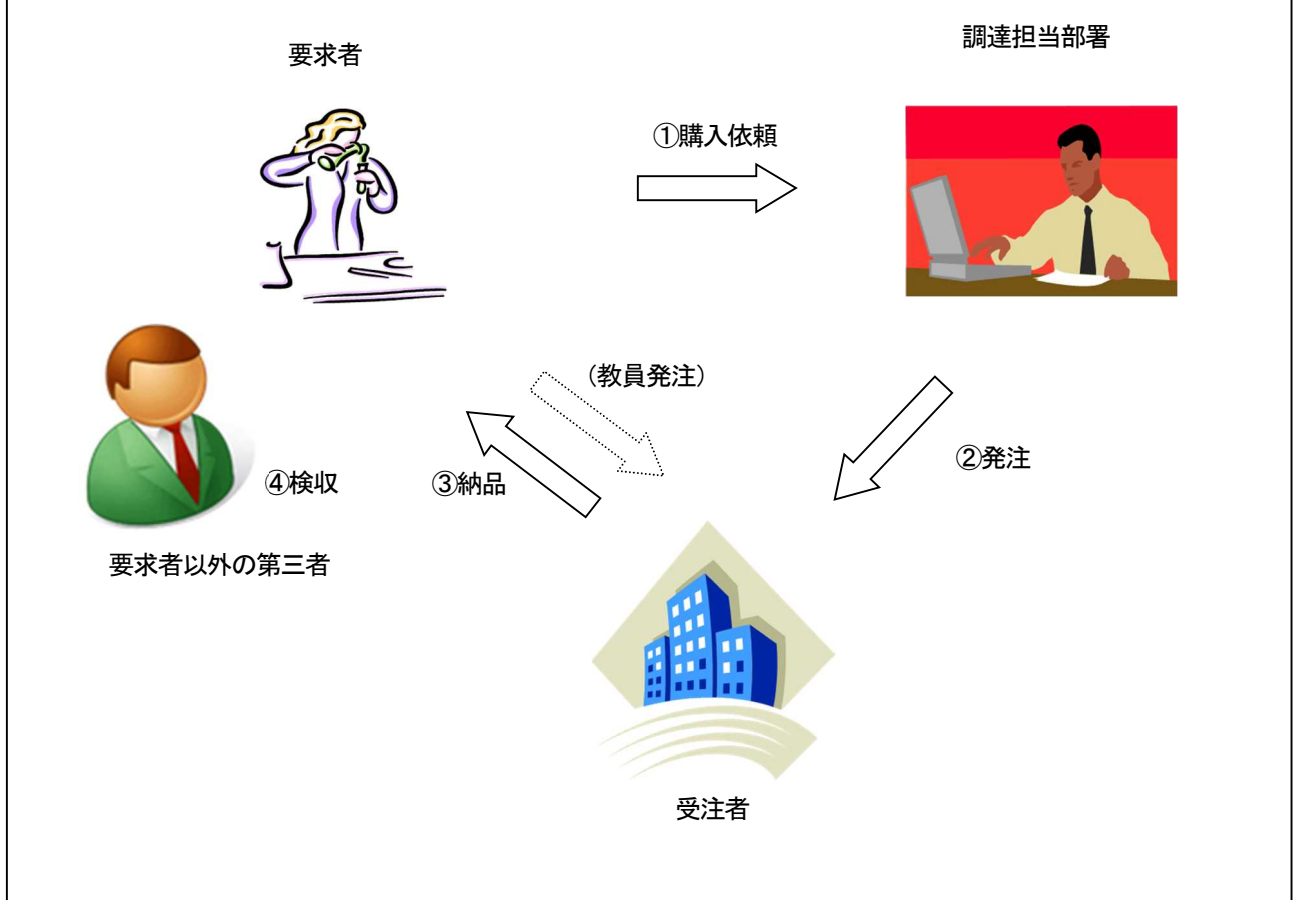 調達担当部署
要求者
①購入依頼
(教員発注)
②発注
④検収
③納品
要求者以外の第三者
受注者